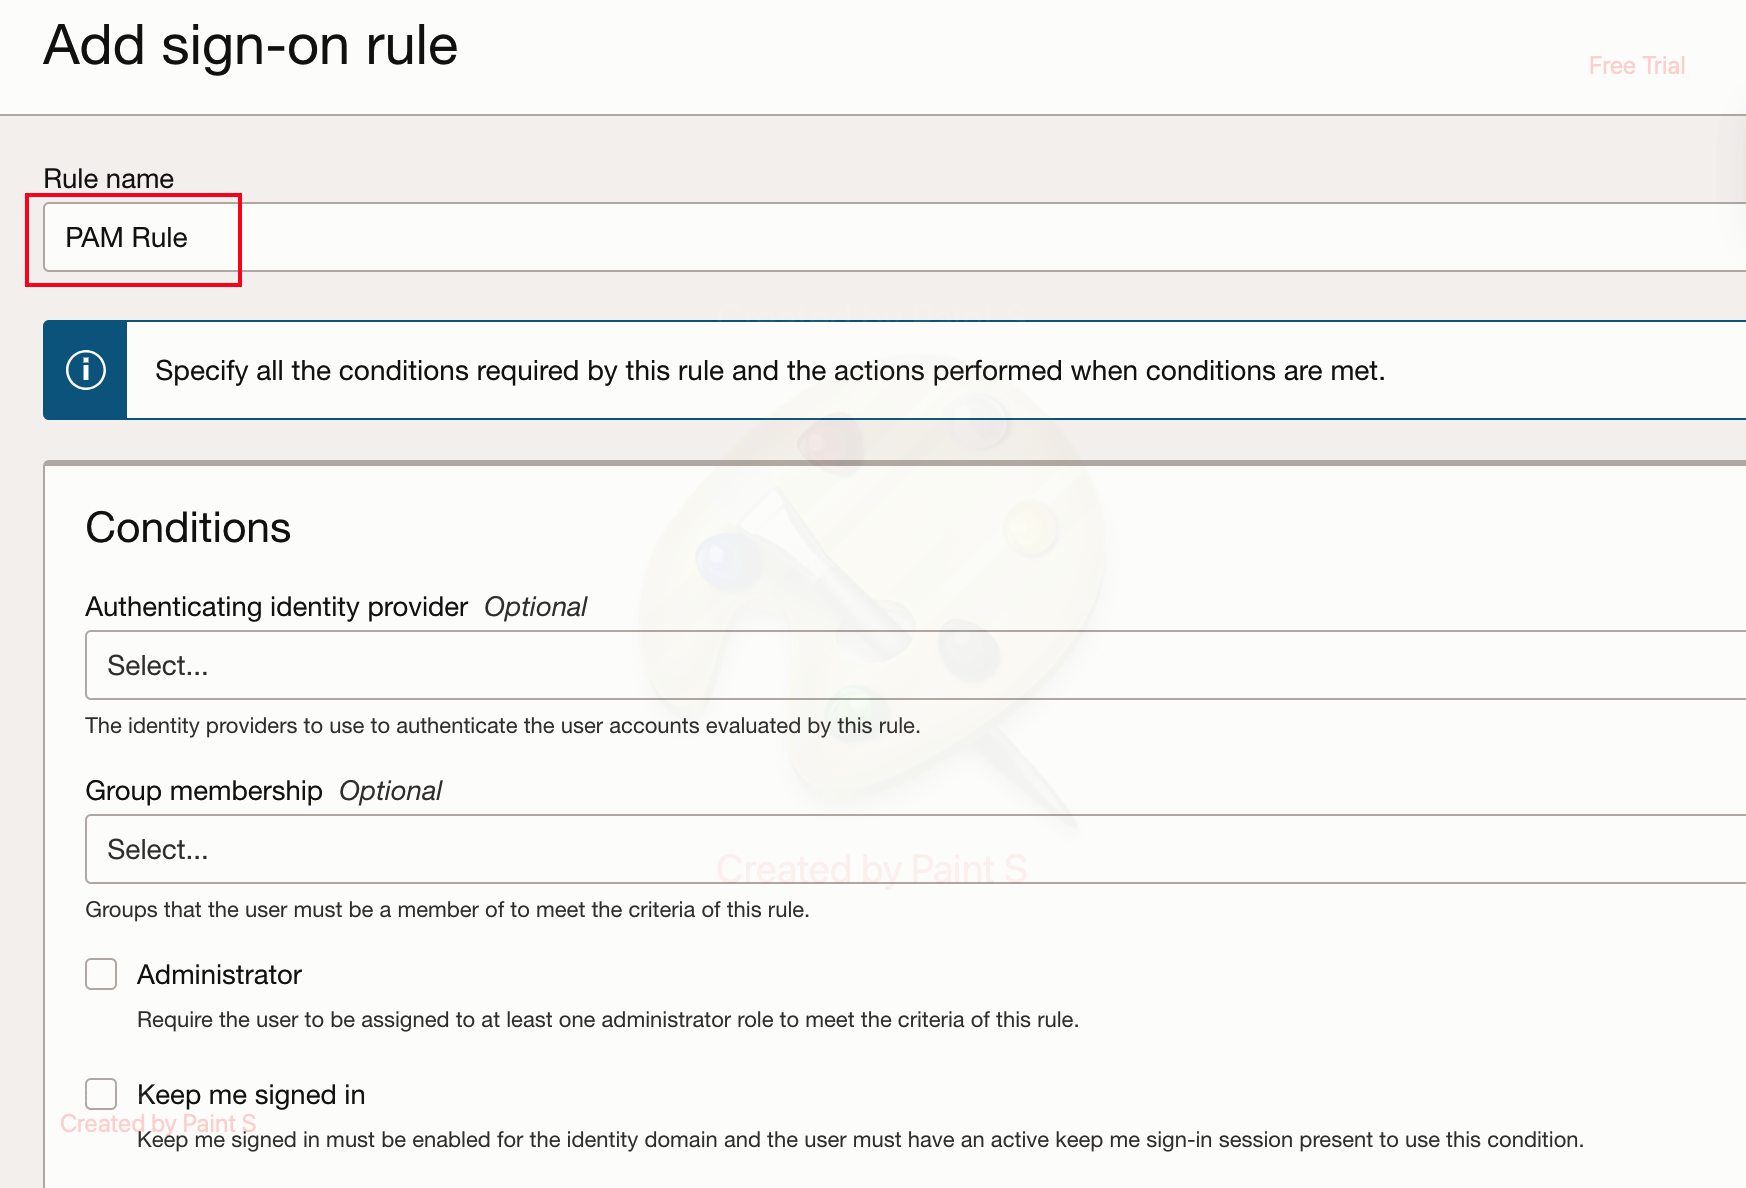 Add sign-on rule
Free Trial
Rule name
PAM Rule
Specify all the conditions required by this rule and the actions performed when conditions are met.
Conditions
Authenticating identity provider Optional
Select...
The identity providers to use to authenticate the user accounts evaluated by this rule.
Group membership Optional
Select...
Created by Paint S
Groups that the user must be a member of to meet the criteria of this rule.
Administrator
Require the user to be assigned to at least one administrator role to meet the criteria of this rule.
Keep me signed in
Created by Paint S
Keep me signed in must be enabled for the identity domain and the user must have an active keep me sign-in session present to use this condition.